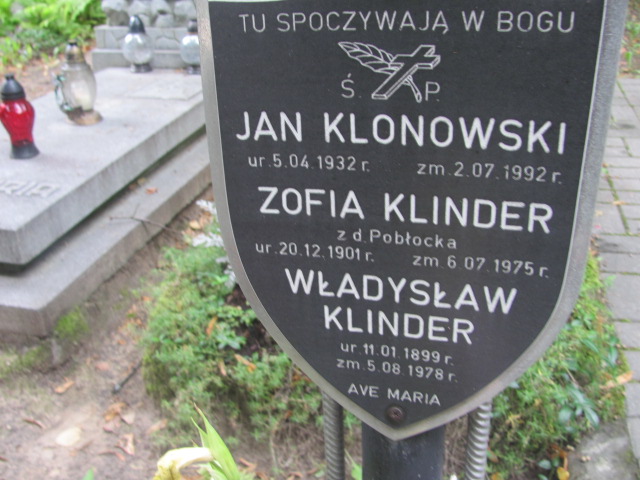 TU SPOCZYWAJĄ W BOGU
Ś. P.
JAN KLONOWSKI
ur. 5.04.1932 r. zm. 2.07.1992 r.
ZOFIA KLINDER
z d. Pobłocka
ur. 20.12.1901 r. zm. 6.07.1975 r.
WŁADYSŁAW
KLINDER
ur. 11.01.1899 r.
zm. 5.08.1978 r.
AVE MARIA